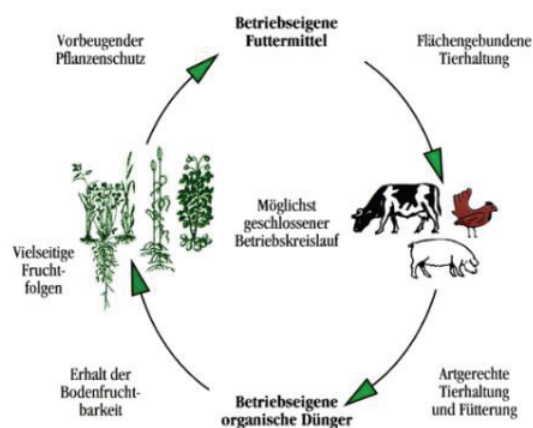 Vorbeugender
Pflanzenschutz
Betriebseigene
Futtermittel
Flächengebundene
Tierhaltung
Möglichst
geschlossener
Betriebskreislauf
Vielseitige
Frucht-
folgen
Erhalt der
Bodenfrucht-
barkeit
Betriebseigene
organische Dünger
Artgerechte
Tierhaltung
und Fütterung